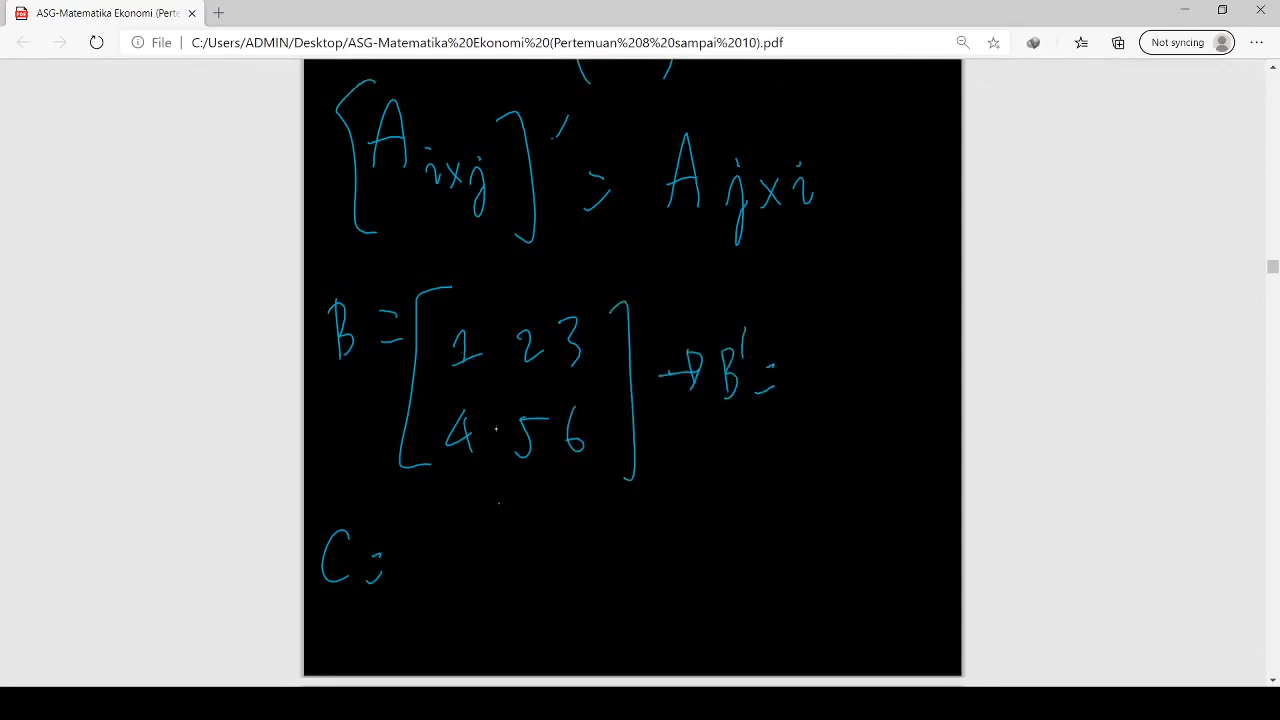 ASG-Matematika Ekonomi (Perte
File
C:/Users/ADMIN/Desktop/ASG-Matematika%20Ekonomi%20(Pertemuan%208%20sampai%2010).pdf
Not syncing
[A i×j]' = A j×i
B = [1 2 3
4 5 6] → B' =
C =